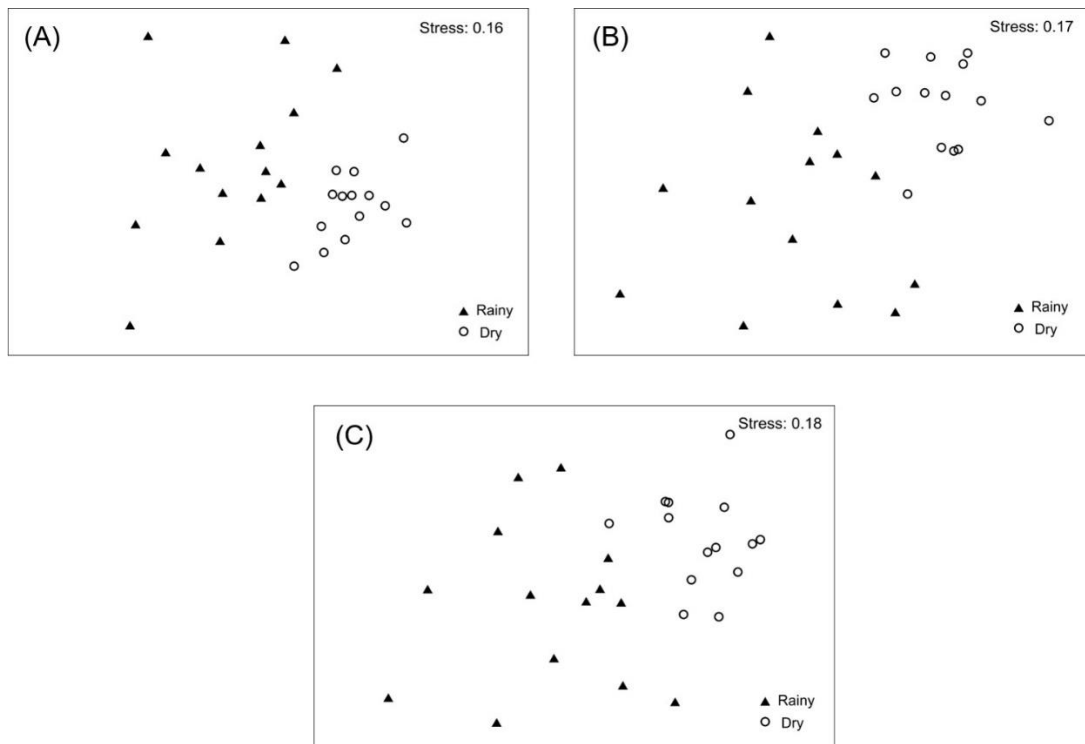 (A)
Stress: 0.16
Rainy
Dry
(B)
Stress: 0.17
Rainy
Dry
(C)
Stress: 0.18
Rainy
Dry